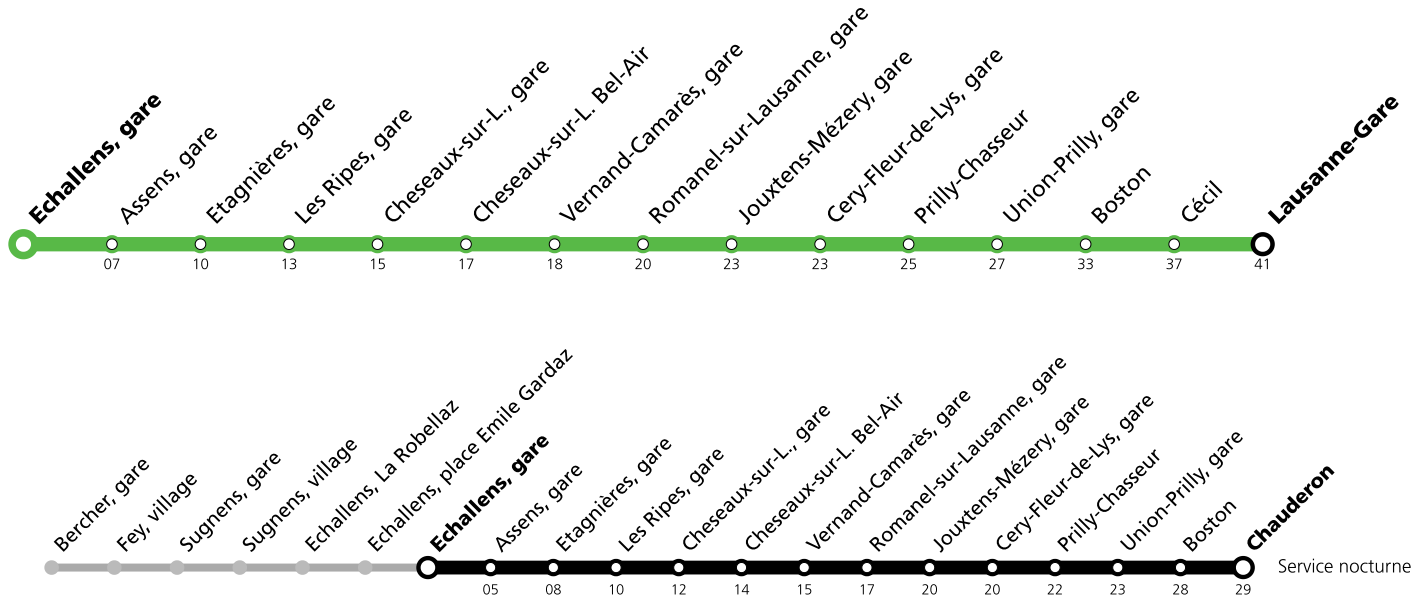 Echallens, gare
Assens, gare
Etagnières, gare
Les Ripes, gare
Cheseaux-sur-L., gare
Cheseaux-sur-L. Bel-Air
Vernand-Camarès, gare
Romanel-sur-Lausanne, gare
Jouxtens-Mézery, gare
Cery-Fleur-de-Lys, gare
Prilly-Chasseur
Union-Prilly, gare
Boston
Cécil
Lausanne-Gare
07 10 13 15 17 18 20 23 23 25 27 33 37 41
Bercher, gare
Fey, village
Sugnens, gare
Sugnens, village
Echallens, La Robellaz
Echallens, place Emile Gardaz
Echallens, gare
Assens, gare
Etagnières, gare
Les Ripes, gare
Cheseaux-sur-L., gare
Cheseaux-sur-L. Bel-Air
Vernand-Camarès, gare
Romanel-sur-Lausanne, gare
Jouxtens-Mézery, gare
Cery-Fleur-de-Lys, gare
Prilly-Chasseur
Union-Prilly, gare
Boston
Chauderon
Service nocturne
05 08 10 12 14 15 17 20 20 22 23 28 29